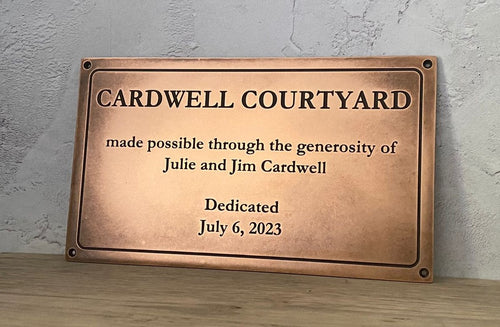 CARDWELL COURTYARD
made possible through the generosity of
Julie and Jim Cardwell
Dedicated
July 6, 2023